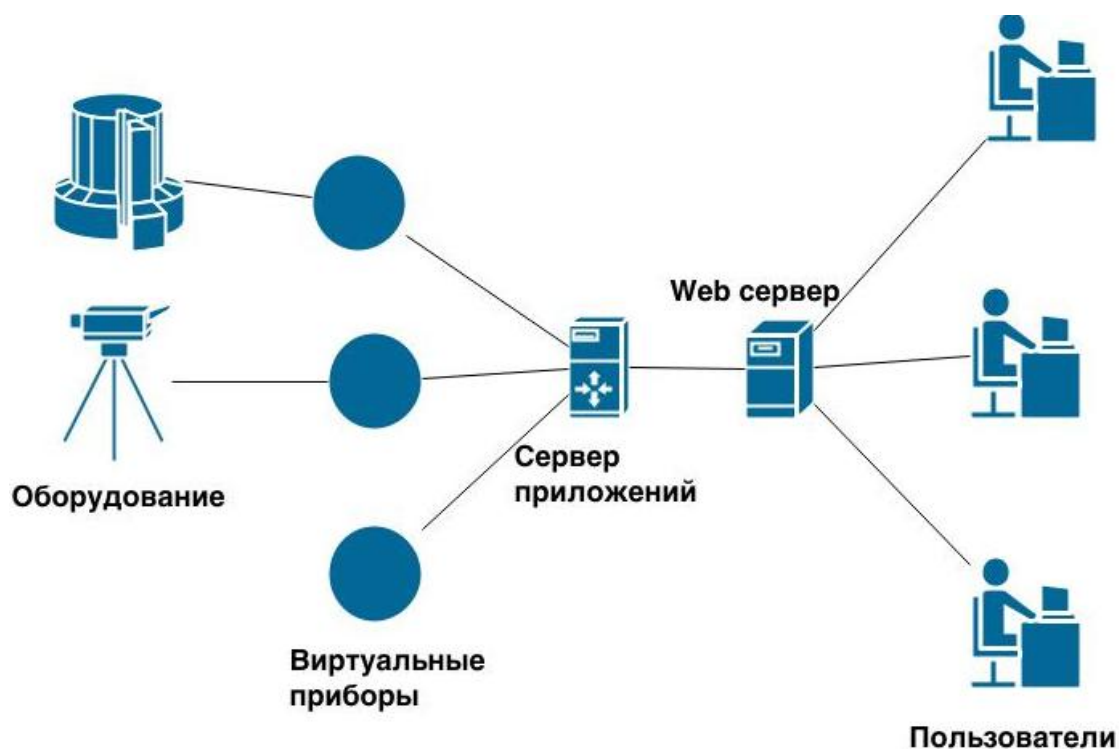 Web сервер
Сервер
приложений
Оборудование
Виртуальные
приборы
Пользователи